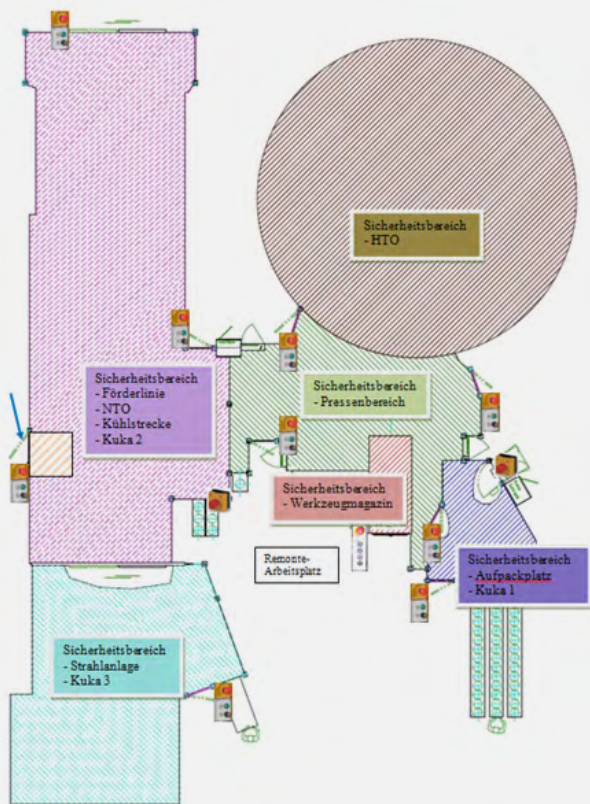 Sicherheitsbereich
- HTO
Sicherheitsbereich
- Förderlinie
- NTO
- Kühlstrecke
- Kuka 2
Sicherheitsbereich
- Pressenbereich
Sicherheitsbereich
- Werkzeugmagazin
Remonte-
Arbeitsplatz
Sicherheitsbereich
- Aufpackplatz
- Kuka 1
Sicherheitsbereich
- Strahlanlage
- Kuka 3